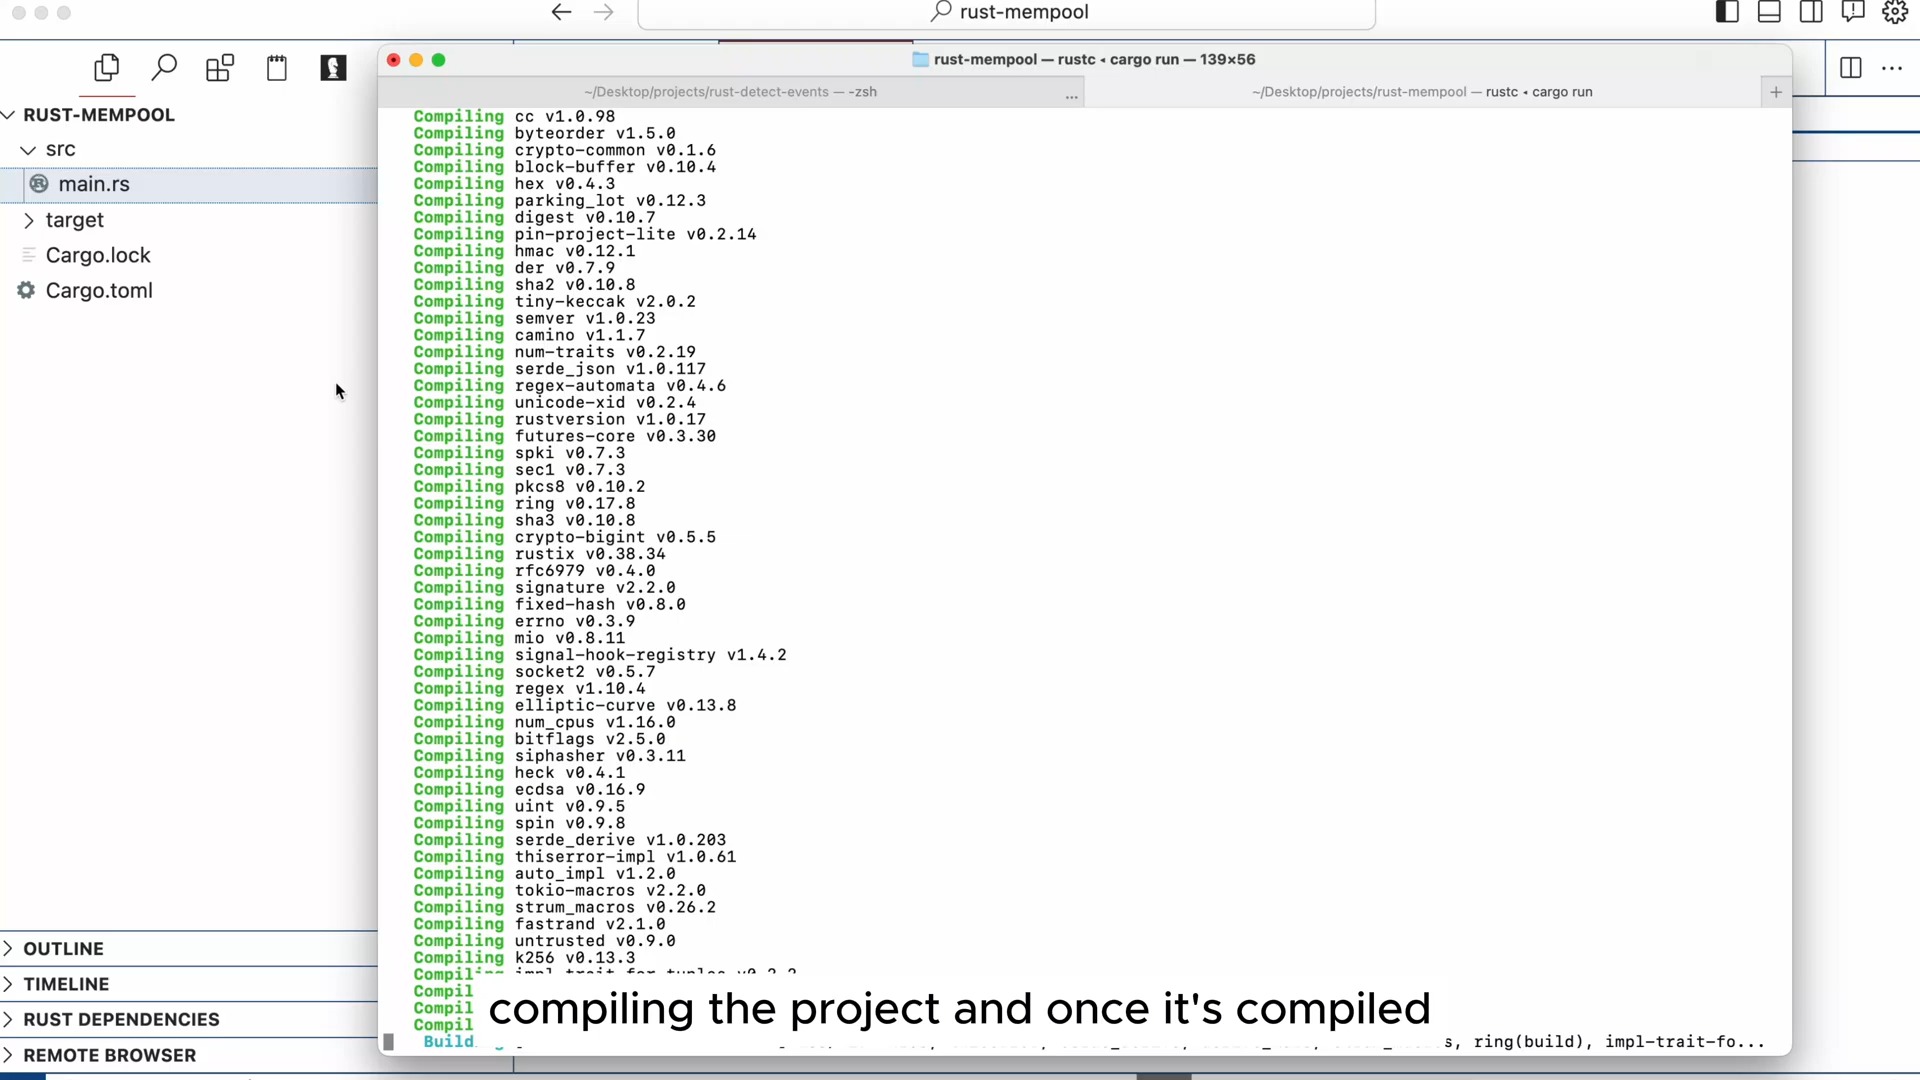 rust-mempool
rust-mempool — rustc ◂ cargo run — 139×56
~/Desktop/projects/rust-detect-events — -zsh
...
~/Desktop/projects/rust-mempool — rustc ◂ cargo run
+
RUST-MEMPOOL
src
main.rs
target
Cargo.lock
Cargo.toml
OUTLINE
TIMELINE
RUST DEPENDENCIES
REMOTE BROWSER
Compiling cc v1.0.98
Compiling byteorder v1.5.0
Compiling crypto-common v0.1.6
Compiling block-buffer v0.10.4
Compiling hex v0.4.3
Compiling parking_lot v0.12.3
Compiling digest v0.10.7
Compiling pin-project-lite v0.2.14
Compiling hmac v0.12.1
Compiling der v0.7.9
Compiling sha2 v0.10.8
Compiling tiny-keccak v2.0.2
Compiling semver v1.0.23
Compiling camino v1.1.7
Compiling num-traits v0.2.19
Compiling serde_json v1.0.117
Compiling regex-automata v0.4.6
Compiling unicode-xid v0.2.4
Compiling rustversion v1.0.17
Compiling futures-core v0.3.30
Compiling spki v0.7.3
Compiling sec1 v0.7.3
Compiling pkcs8 v0.10.2
Compiling ring v0.17.8
Compiling sha3 v0.10.8
Compiling crypto-bigint v0.5.5
Compiling rustix v0.38.34
Compiling rfc6979 v0.4.0
Compiling signature v2.2.0
Compiling fixed-hash v0.8.0
Compiling errno v0.3.9
Compiling mio v0.8.11
Compiling signal-hook-registry v1.4.2
Compiling socket2 v0.5.7
Compiling regex v1.10.4
Compiling elliptic-curve v0.13.8
Compiling num_cpus v1.16.0
Compiling bitflags v2.5.0
Compiling siphasher v0.3.11
Compiling heck v0.4.1
Compiling ecdsa v0.16.9
Compiling uint v0.9.5
Compiling spin v0.9.8
Compiling serde_derive v1.0.203
Compiling thiserror-impl v1.0.61
Compiling auto_impl v1.2.0
Compiling tokio-macros v2.2.0
Compiling strum_macros v0.26.2
Compiling fastrand v2.1.0
Compiling untrusted v0.9.0
Compiling k256 v0.13.3
Compiling impl-trait-for-tuples v0.2.2
Compil
Compil
Compil
Build
s, ring(build), impl-trait-fo...
compiling the project and once it's compiled